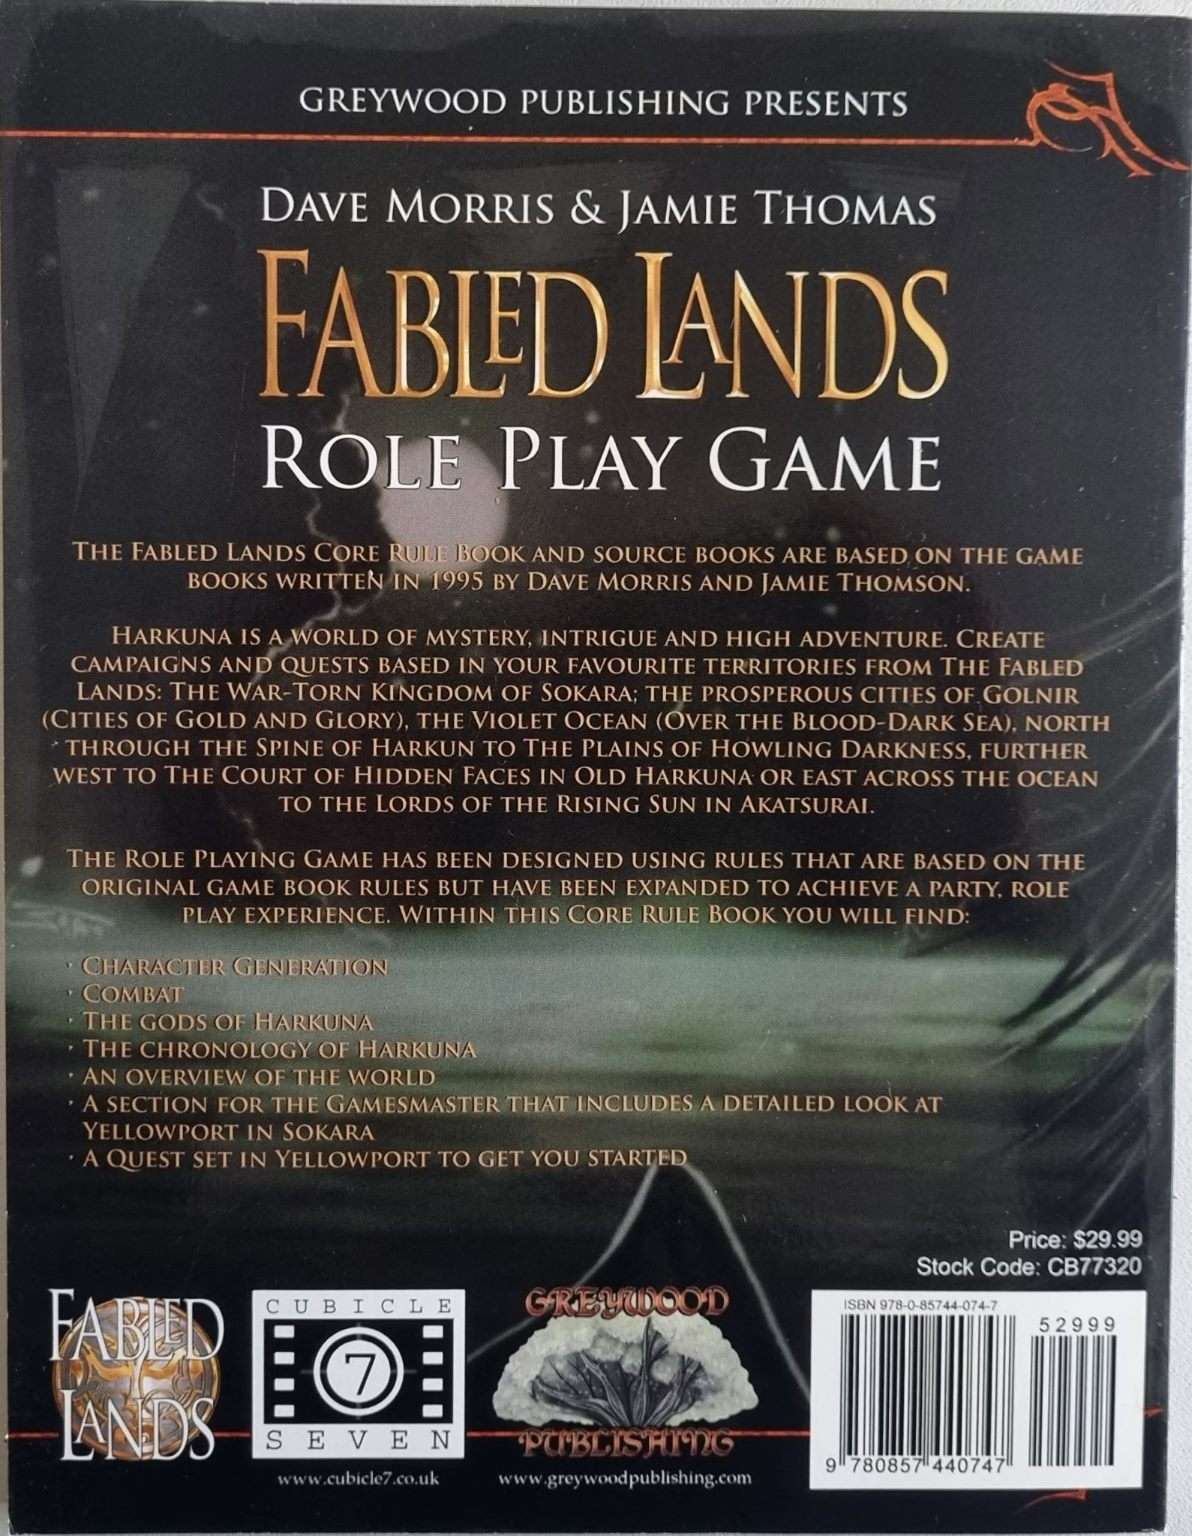 GREYWOOD PUBLISHING PRESENTS
DAVE MORRIS & JAMIE THOMAS
FABLED LANDS
ROLE PLAY GAME
THE FABLED LANDS CORE RULE BOOK AND SOURCE BOOKS ARE BASED ON THE GAME
BOOKS WRITTEN IN 1995 BY DAVE MORRIS AND JAMIE THOMSON.
HARKUNA IS A WORLD OF MYSTERY, INTRIGUE AND HIGH ADVENTURE. CREATE
CAMPAIGNS AND QUESTS BASED IN YOUR FAVOURITE TERRITORIES FROM THE FABLED
LANDS: THE WAR-TORN KINGDOM OF SOKARA; THE PROSPEROUS CITIES OF GOLNIR
(CITIES OF GOLD AND GLORY), THE VIOLET OCEAN (OVER THE BLOOD-DARK SEA), NORTH
THROUGH THE SPINE OF HARKUN TO THE PLAINS OF HOWLING DARKNESS, FURTHER
WEST TO THE COURT OF HIDDEN FACES IN OLD HARKUNA OR EAST ACROSS THE OCEAN
TO THE LORDS OF THE RISING SUN IN AKATSURAI.
THE ROLE PLAYING GAME HAS BEEN DESIGNED USING RULES THAT ARE BASED ON THE
ORIGINAL GAME BOOK RULES BUT HAVE BEEN EXPANDED TO ACHIEVE A PARTY, ROLE
PLAY EXPERIENCE. WITHIN THIS CORE RULE BOOK YOU WILL FIND:
· CHARACTER GENERATION
· COMBAT
· THE GODS OF HARKUNA
· THE CHRONOLOGY OF HARKUNA
· AN OVERVIEW OF THE WORLD
· A SECTION FOR THE GAMESMASTER THAT INCLUDES A DETAILED LOOK AT
YELLOWPORT IN SOKARA
· A QUEST SET IN YELLOWPORT TO GET YOU STARTED
Price: $29.99
Stock Code: CB77320
FABLED
LANDS
CUBICLE
7
SEVEN
www.cubicle7.co.uk
GREYWOOD
PUBLISHING
www.greywoodpublishing.com
ISBN 978-0-85744-074-7
52999
9 780857 440747